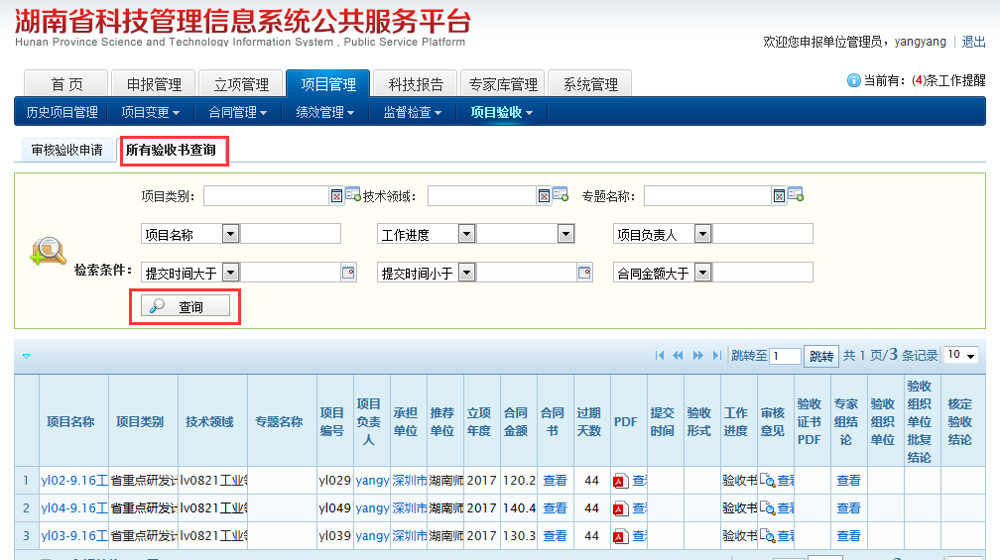 湖南省科技管理信息系统公共服务平台
Hunan Province Science and Technology Information System , Public Service Platform
欢迎您申报单位管理员，yangyang | 退出
首 页 申报管理 立项管理 项目管理 科技报告 专家库管理 系统管理
当前有：(4)条工作提醒
历史项目管理 项目变更 合同管理 绩效管理 监督检查 项目验收
审核验收申请 所有验收书查询
项目类别： 技术领域： 专题名称：
项目名称 工作进度 项目负责人
检索条件：
提交时间大于 提交时间小于 合同金额大于
查询
跳转至 1 跳转 共 1 页/3 条记录 10
项目名称 项目类别 技术领域 专题名称 项目编号 项目负责人 承担单位 推荐单位 立项年度 合同金额 合同书 过期天数 PDF 提交时间 验收形式 工作进度 审核意见 验收证书PDF 专家组结论 验收组织单位 验收组织单位批复结论 核定验收结论
1 yl02-9.16工 省重点研发计 lv0821工业领 yl029 yangy 深圳市 湖南师 2017 120.2 查看 44 查看 验收书 查看 查看
2 yl04-9.16工 省重点研发计 lv0821工业领 yl049 yangy 深圳市 湖南师 2017 140.4 查看 44 查看 验收书 查看 查看
3 yl03-9.16工 省重点研发计 lv0821工业领 yl039 yangy 深圳市 湖南师 2017 130.3 查看 44 查看 验收书 查看 查看